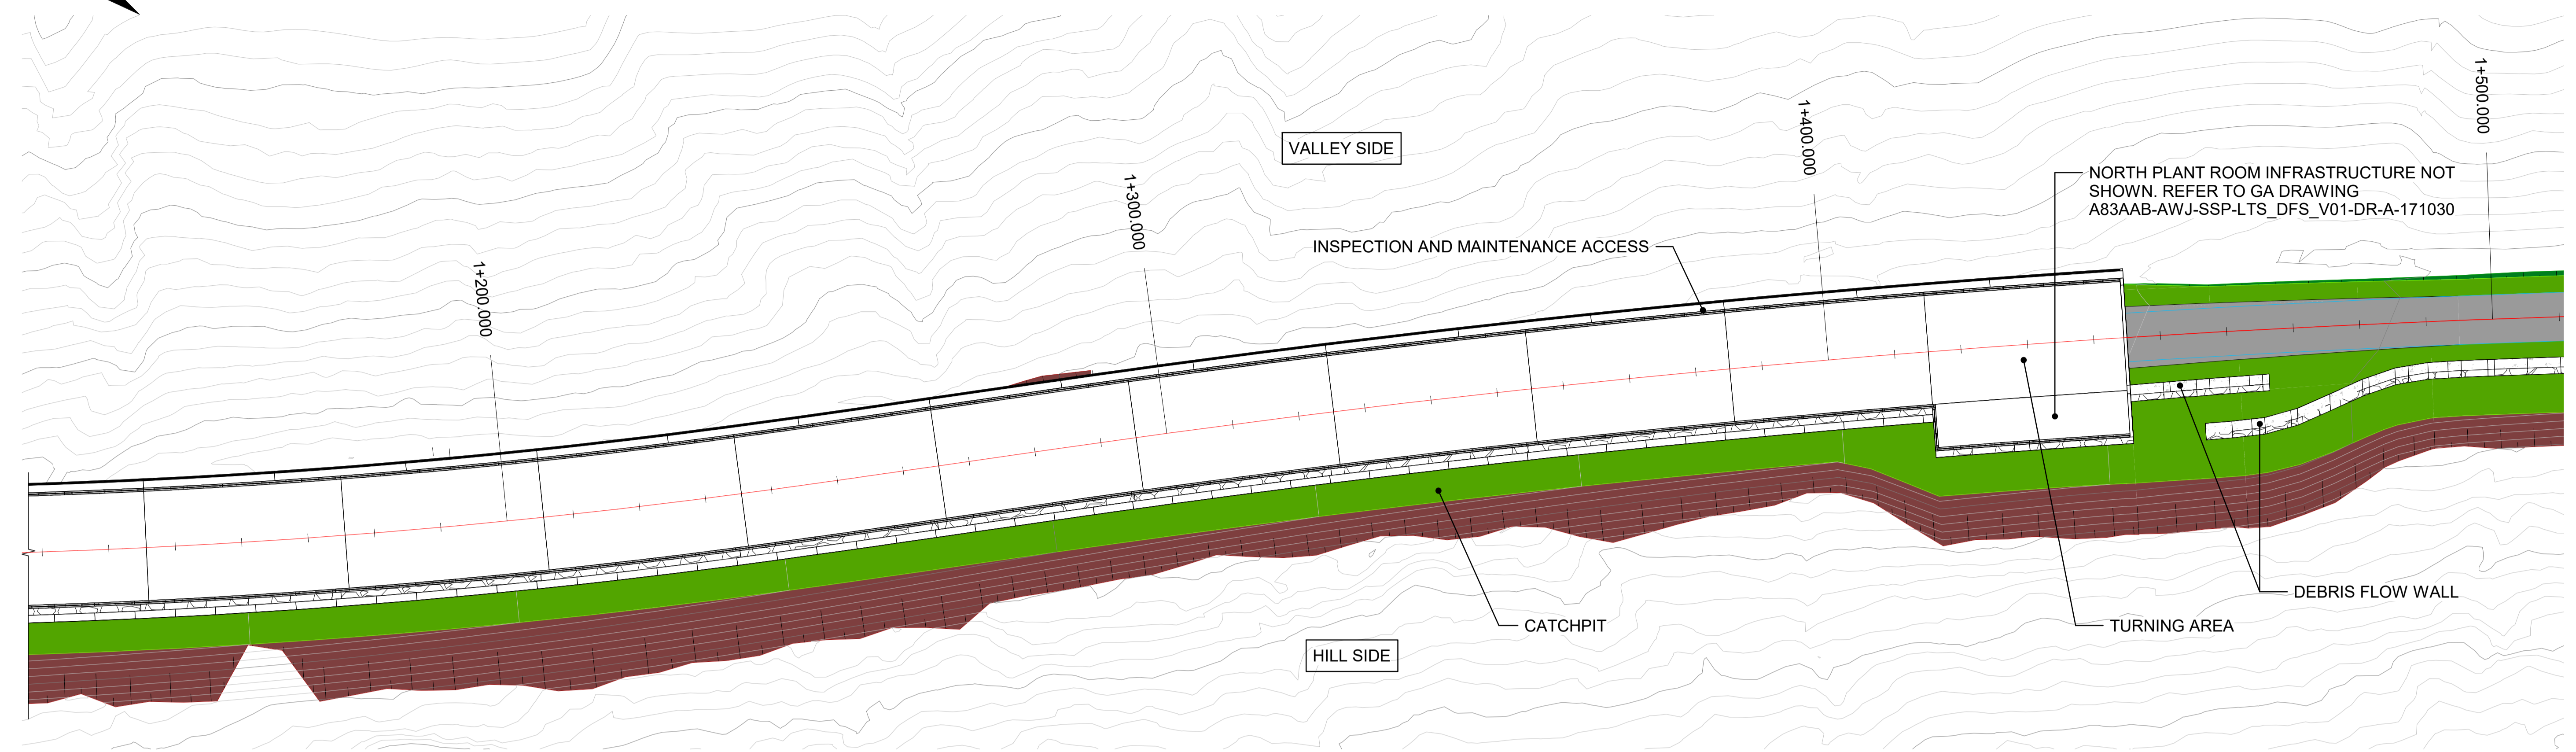 1+500.000
1+400.000
VALLEY SIDE
NORTH PLANT ROOM INFRASTRUCTURE NOT
SHOWN. REFER TO GA DRAWING
A83AAB-AWJ-SSP-LTS_DFS_V01-DR-A-171030
1+300.000
INSPECTION AND MAINTENANCE ACCESS
1+200.000
DEBRIS FLOW WALL
CATCHPIT
TURNING AREA
HILL SIDE